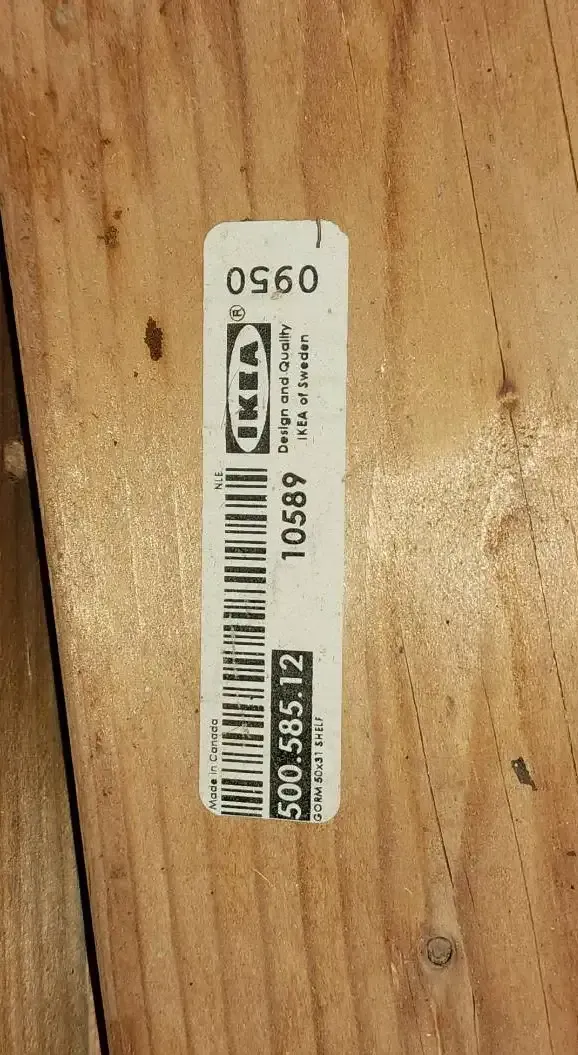 Made in Canada
NLE
IKEA®
500.585.12
10589
Design and Quality
IKEA of Sweden
GORM 50x31 SHELF
0950